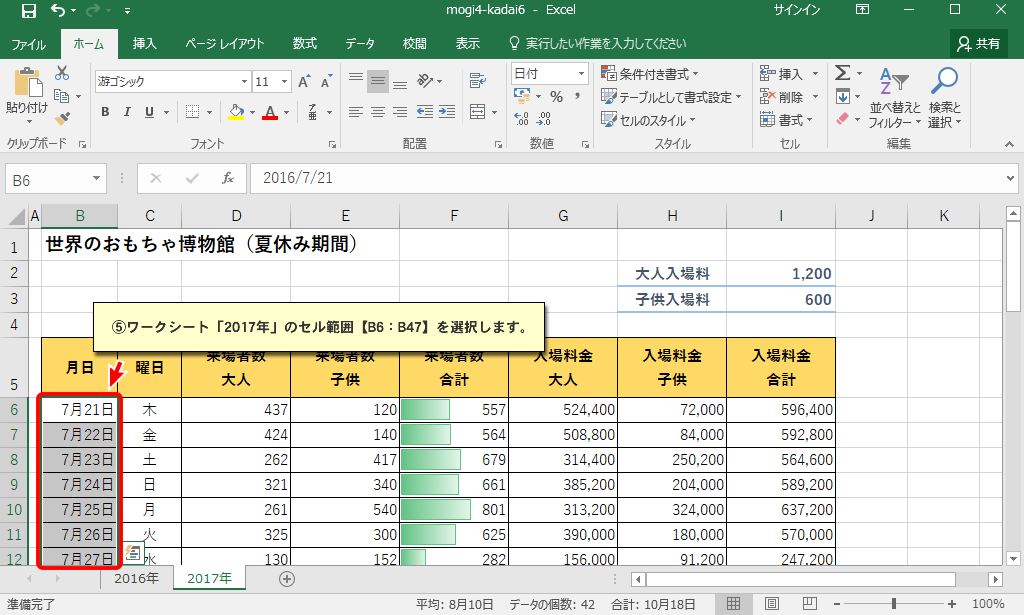 mogi4-kadai6 - Excel
サインイン
ファイル ホーム 挿入 ページ レイアウト 数式 データ 校閲 表示 実行したい作業を入力してください 共有
貼り付け
クリップボード
游ゴシック 11
B I U
フォント
配置
日付
%
数値
条件付き書式
テーブルとして書式設定
セルのスタイル
スタイル
挿入
削除
書式
セル
並べ替えと
フィルター
検索と
選択
編集
B6 fx 2016/7/21
A B C D E F G H I J K
1 世界のおもちゃ博物館（夏休み期間）
2 大人入場料 1,200
3 子供入場料 600
4
⑤ワークシート「2017年」のセル範囲【B6：B47】を選択します。
5 月日 曜日 来場者数 大人 来場者数 子供 来場者数 合計 入場料金 大人 入場料金 子供 入場料金 合計
6 7月21日 木 437 120 557 524,400 72,000 596,400
7 7月22日 金 424 140 564 508,800 84,000 592,800
8 7月23日 土 262 417 679 314,400 250,200 564,600
9 7月24日 日 321 340 661 385,200 204,000 589,200
10 7月25日 月 261 540 801 313,200 324,000 637,200
11 7月26日 火 325 300 625 390,000 180,000 570,000
12 7月27日 水 130 152 282 156,000 91,200 247,200
2016年 2017年
準備完了 平均: 8月10日 データの個数: 42 合計: 10月18日 100%